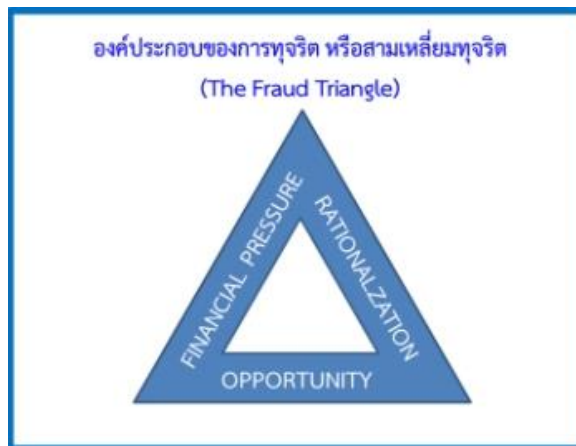 องค์ประกอบของการทุจริต หรือสามเหลี่ยมทุจริต
(The Fraud Triangle)
FINANCIAL PRESSURE
RATIONALZATION
OPPORTUNITY